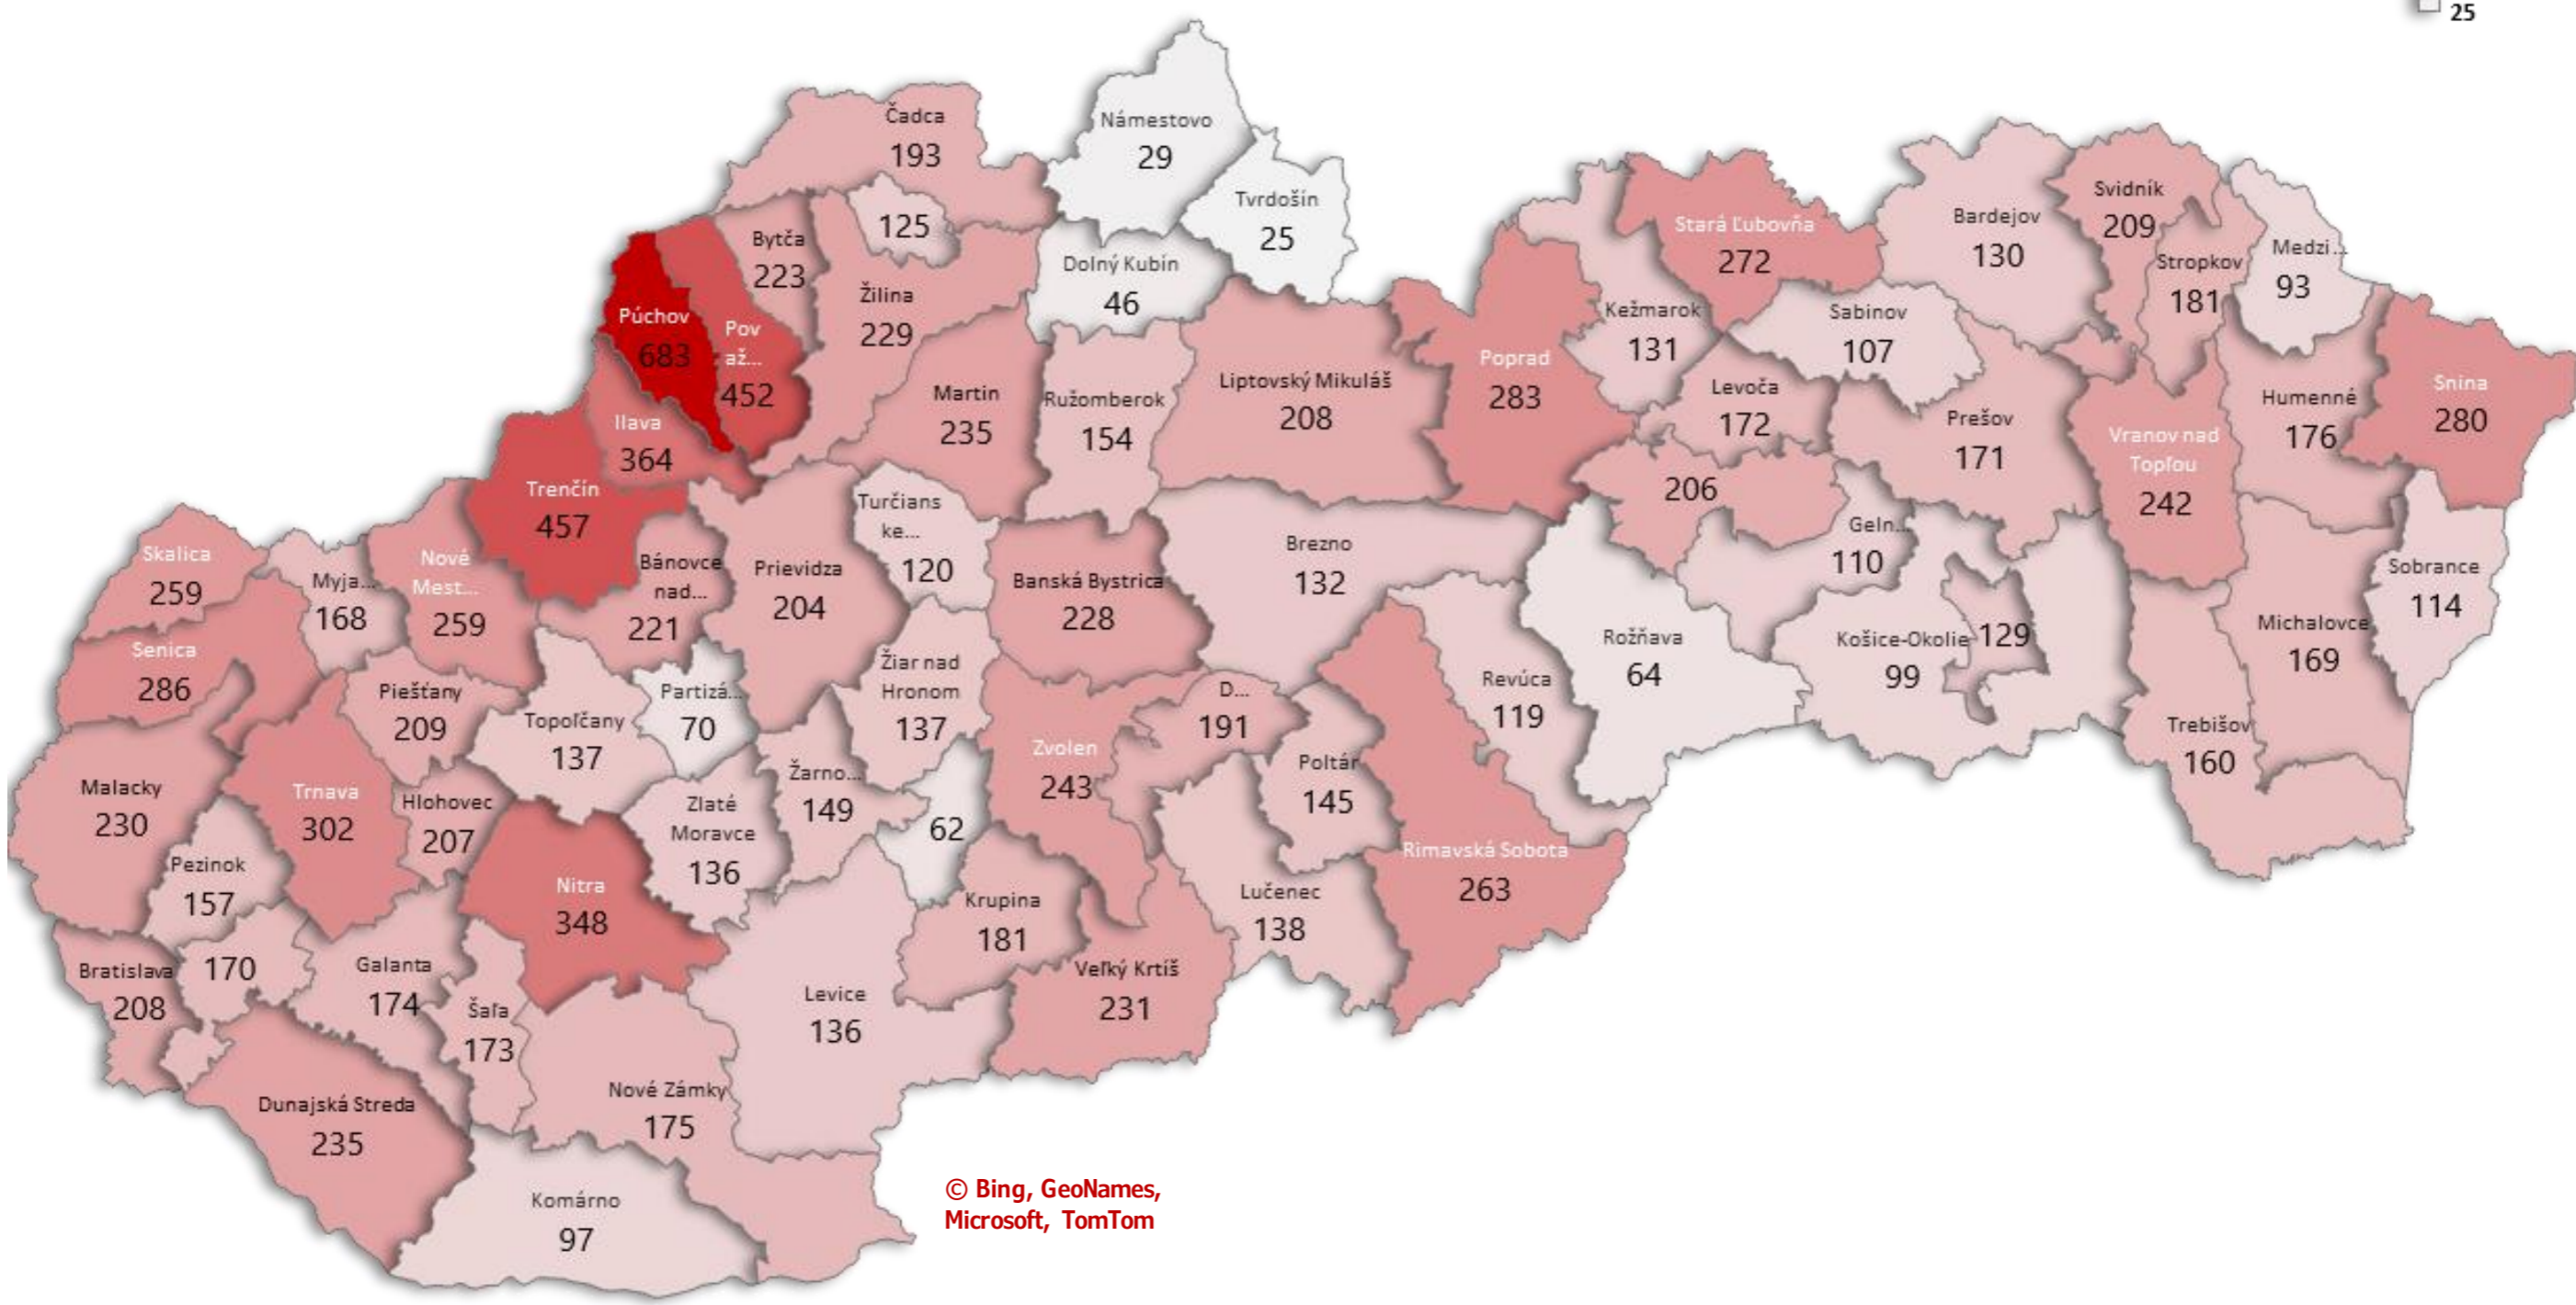 25
Čadca
193
Námestovo
29
Tvrdošín
25
125
Bytča
223
Dolný Kubín
46
Žilina
229
Púchov
683
Pov
až...
452
Ilava
364
Martin
235
Ružomberok
154
Liptovský Mikuláš
208
Poprad
283
Kežmarok
131
Stará Ľubovňa
272
Sabinov
107
Bardejov
130
Svidník
209
Stropkov
181
Medzi...
93
Levoča
172
Prešov
171
Vranov nad
Topľou
242
Humenné
176
Snina
280
Trenčín
457
206
Geln...
110
Skalica
259
Myja...
168
Nové
Mest...
259
Bánovce
nad...
221
Prievidza
204
Turčians
ke...
120
Banská Bystrica
228
Brezno
132
Rožňava
64
Košice-Okolie
99
129
Michalovce
169
Sobrance
114
Senica
286
Piešťany
209
Topoľčany
137
Partizá...
70
Žiar nad
Hronom
137
Zvolen
243
D...
191
Revúca
119
Trebišov
160
Malacky
230
Trnava
302
Hlohovec
207
Zlaté
Moravce
136
Žarno...
149
62
Poltár
145
Pezinok
157
Nitra
348
Krupina
181
Lučenec
138
Rimavská Sobota
263
Bratislava
208
170
Galanta
174
Šaľa
173
Levice
136
Veľký Krtíš
231
Dunajská Streda
235
Nové Zámky
175
Komárno
97
© Bing, GeoNames,
Microsoft, TomTom